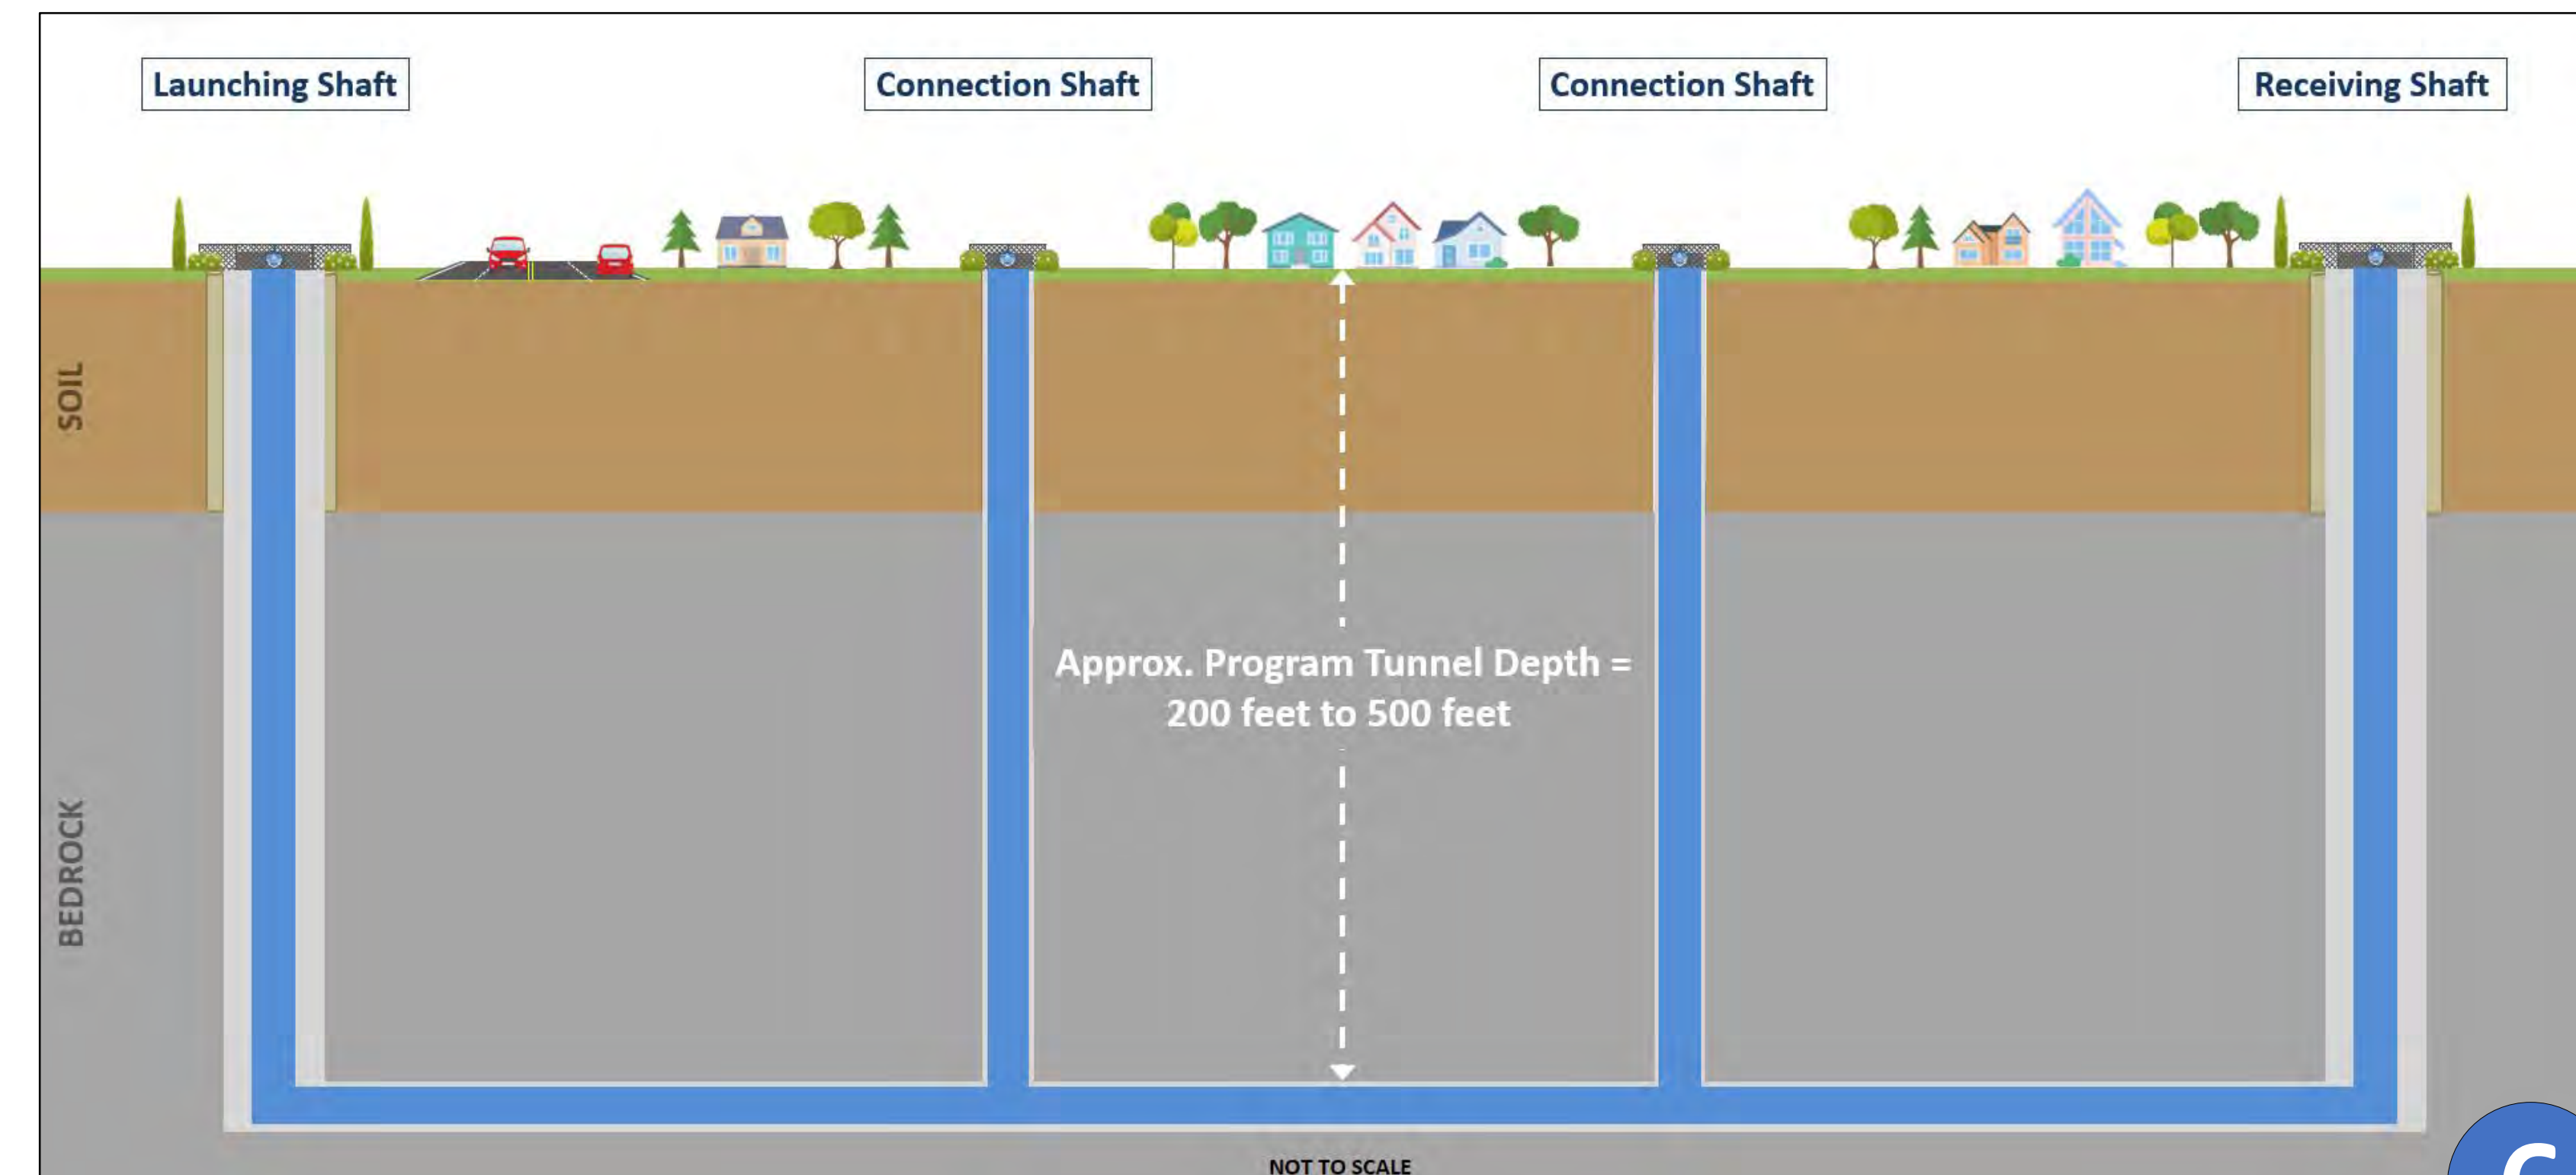 Launching Shaft
Connection Shaft
Connection Shaft
Receiving Shaft
SOIL
Approx. Program Tunnel Depth =
200 feet to 500 feet
BEDROCK
NOT TO SCALE